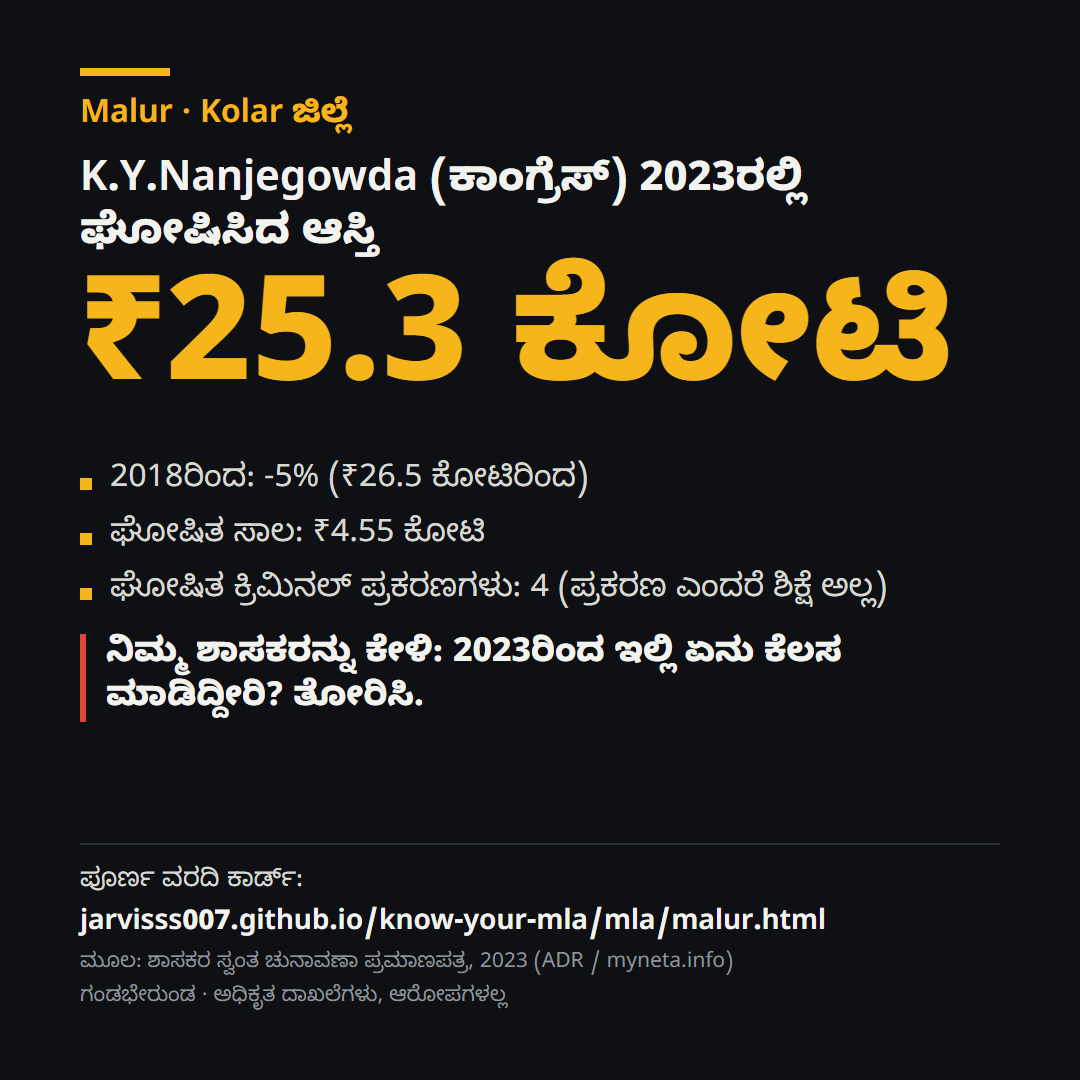 Malur · Kolar ಜಿಲ್ಲೆ
K.Y.Nanjegowda (ಕಾಂಗ್ರೆಸ್) 2023ರಲ್ಲಿ
ಘೋಷಿಸಿದ ಆಸ್ತಿ
₹25.3 ಕೋಟಿ
2018ರಿಂದ: -5% (₹26.5 ಕೋಟಿರಿಂದ)
ಘೋಷಿತ ಸಾಲ: ₹4.55 ಕೋಟಿ
ಘೋಷಿತ ಕ್ರಿಮಿನಲ್ ಪ್ರಕರಣಗಳು: 4 (ಪ್ರಕರಣ ಎಂದರೆ ಶಿಕ್ಷೆ ಅಲ್ಲ)
ನಿಮ್ಮ ಶಾಸಕರನ್ನು ಕೇಳಿ: 2023ರಿಂದ ಇಲ್ಲಿ ಏನು ಕೆಲಸ
ಮಾಡಿದ್ದೀರಿ? ತೋರಿಸಿ.
ಪೂರ್ಣ ವರದಿ ಕಾರ್ಡ್:
jarvisss007.github.io/know-your-mla/mla/malur.html
ಮೂಲ: ಶಾಸಕರ ಸ್ವಂತ ಚುನಾವಣಾ ಪ್ರಮಾಣಪತ್ರ, 2023 (ADR / myneta.info)
ಗಂಡಭೇರುಂಡ · ಅಧಿಕೃತ ದಾಖಲೆಗಳು, ಆರೋಪಗಳಲ್ಲ